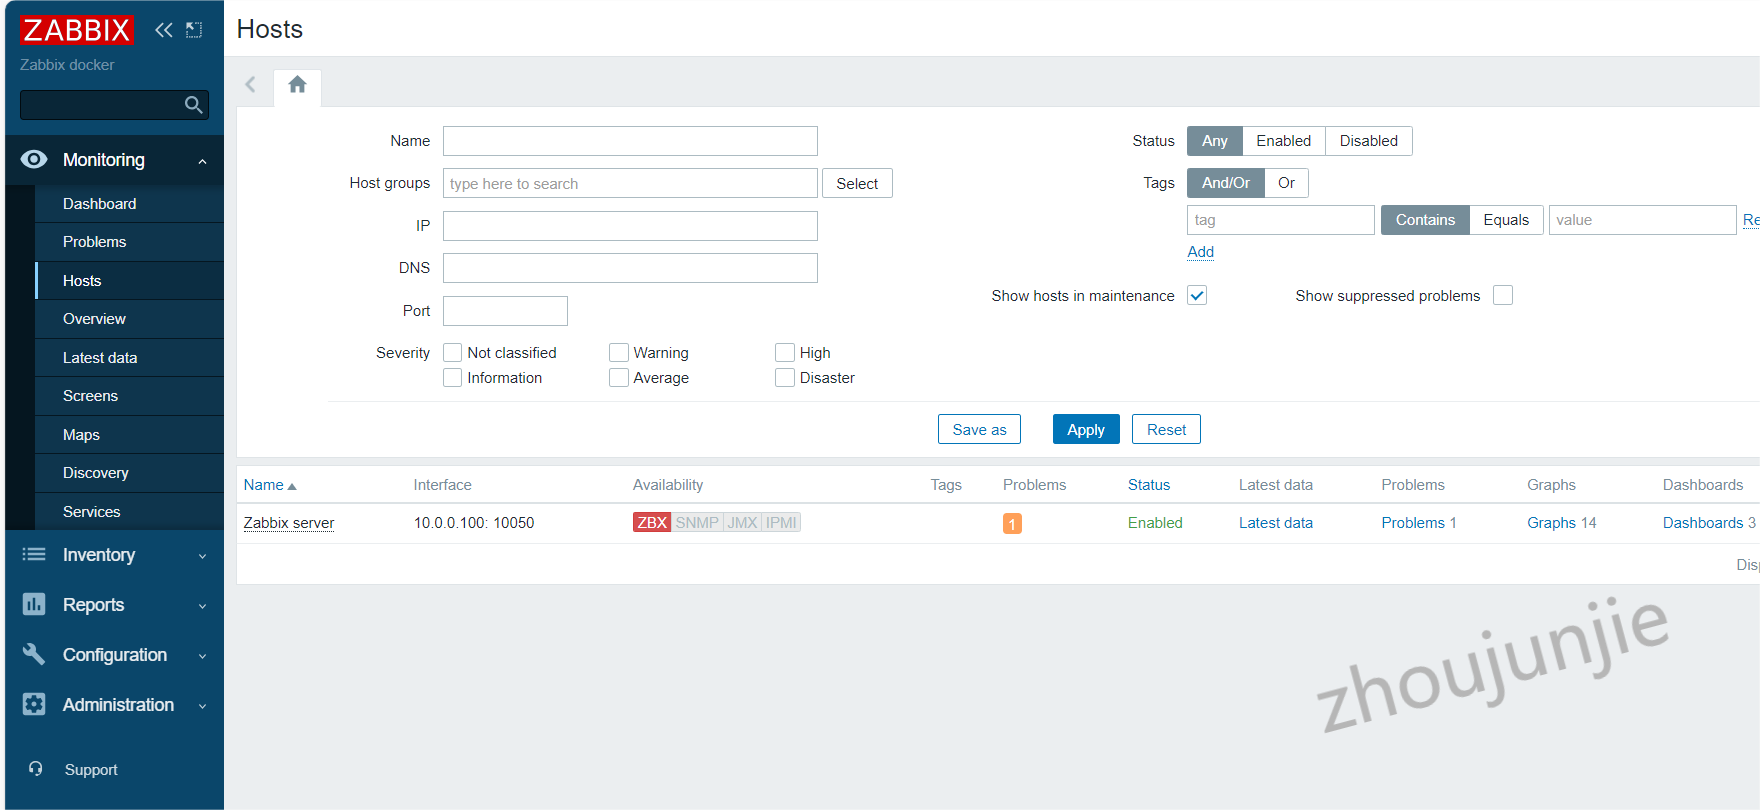 ZABBIX
Zabbix docker
Monitoring
Dashboard
Problems
Hosts
Overview
Latest data
Screens
Maps
Discovery
Services
Inventory
Reports
Configuration
Administration
Support
Hosts
Name
Host groups type here to search Select
IP
DNS
Port
Severity Not classified Warning High
Information Average Disaster
Status Any Enabled Disabled
Tags And/Or Or
tag Contains Equals value Re
Add
Show hosts in maintenance Show suppressed problems
Save as Apply Reset
Name Interface Availability Tags Problems Status Latest data Problems Graphs Dashboards
Zabbix server 10.0.0.100: 10050 ZBX SNMP JMX IPMI 1 Enabled Latest data Problems 1 Graphs 14 Dashboards 3
Disp
zhoujunjie